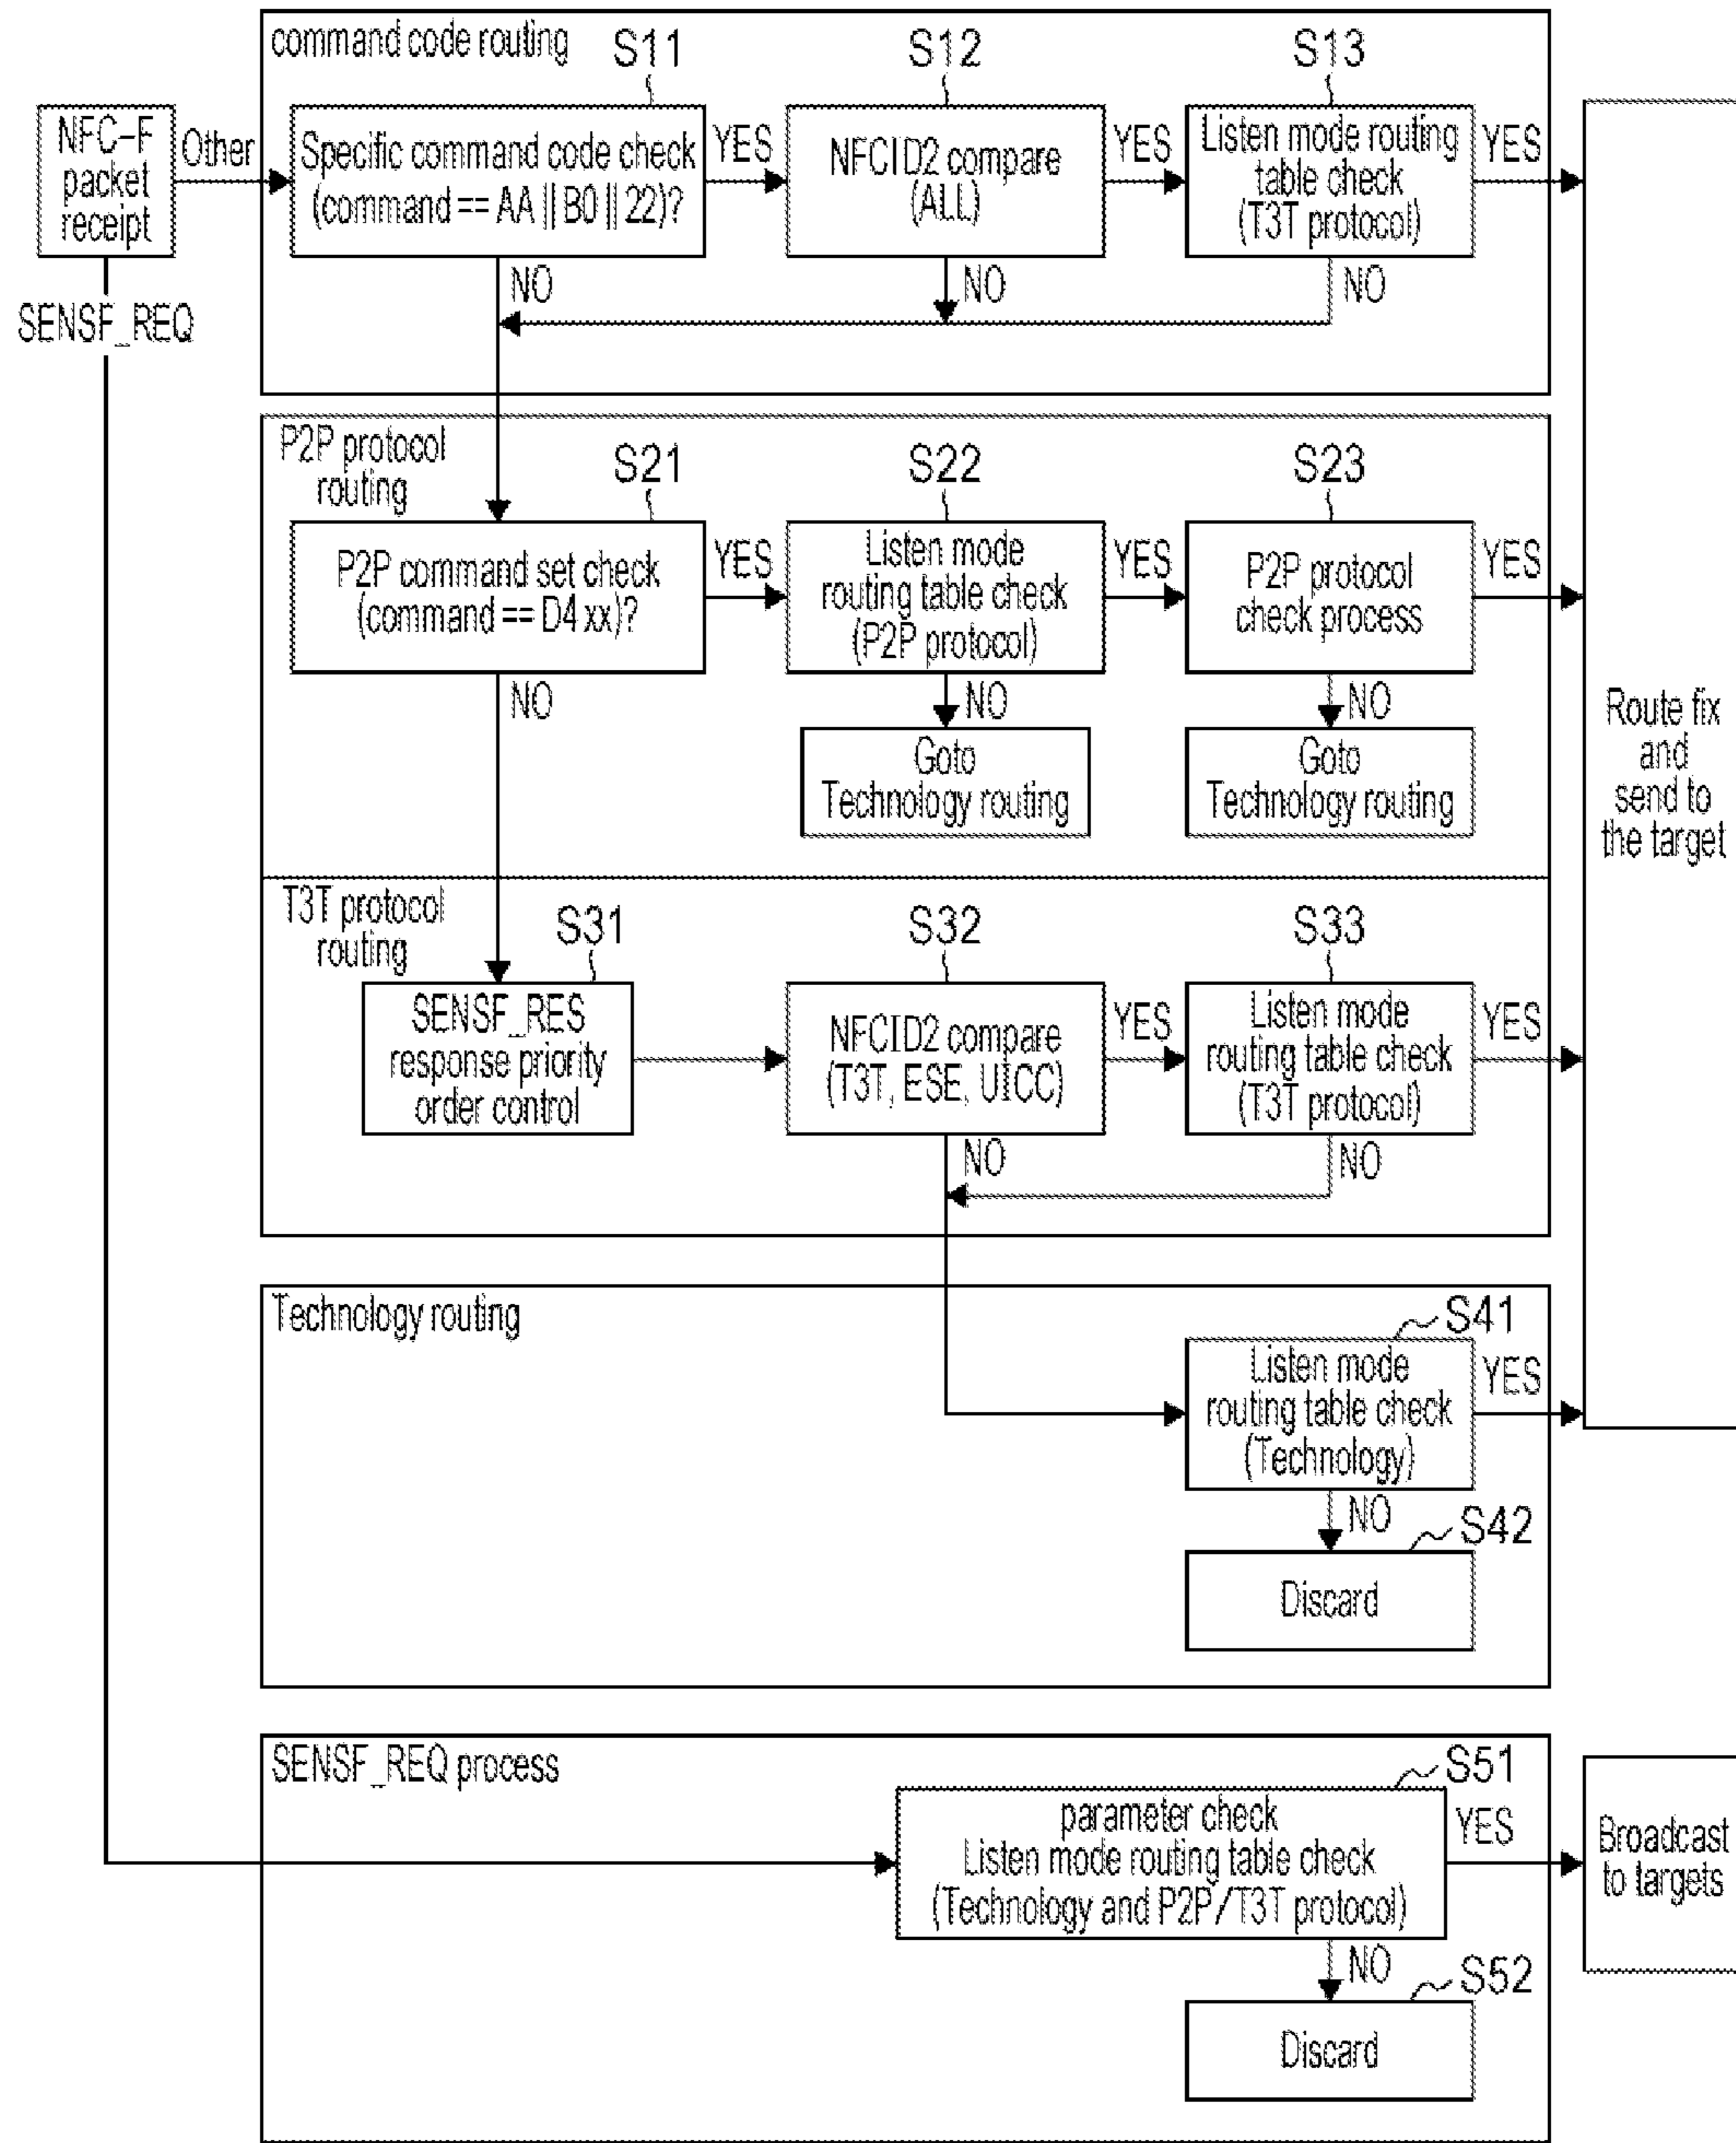 command code routing
S11
S12
S13
NFC-F
packet
receipt
Other
Specific command code check
(command == AA || B0 || 22)?
YES
NFCID2 compare
(ALL)
YES
Listen mode routing
table check
(T3T protocol)
YES
NO
NO
NO
SENSF_REQ
P2P protocol
routing
S21
S22
S23
P2P command set check
(command == D4 xx)?
YES
Listen mode
routing table check
(P2P protocol)
YES
P2P protocol
check process
YES
NO
NO
NO
Goto
Technology routing
Goto
Technology routing
Route fix
and
send to
the target
T3T protocol
routing
S31
S32
S33
SENSF_RES
response priority
order control
NFCID2 compare
(T3T, ESE, UICC)
YES
Listen mode
routing table check
(T3T protocol)
YES
NO
NO
Technology routing
S41
Listen mode
routing table check
(Technology)
YES
NO
S42
Discard
SENSF_REQ process
S51
parameter check
Listen mode routing table check
(Technology and P2P/T3T protocol)
YES
Broadcast
to targets
NO
S52
Discard